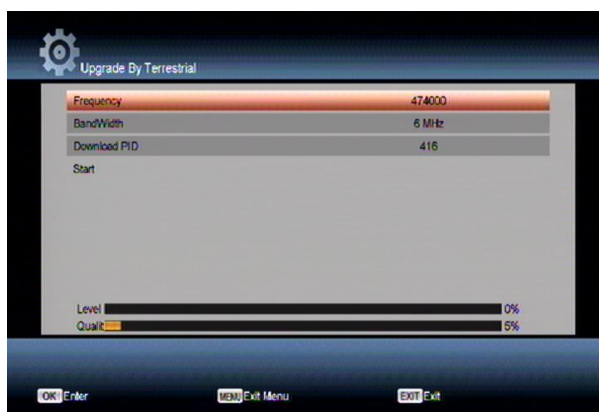 Upgrade By Terrestrial
Frequency 474000
BandWidth 6 MHz
Download PID 416
Start
Level 0%
Qualit 5%
OK Enter MENU Exit Menu EXIT Exit